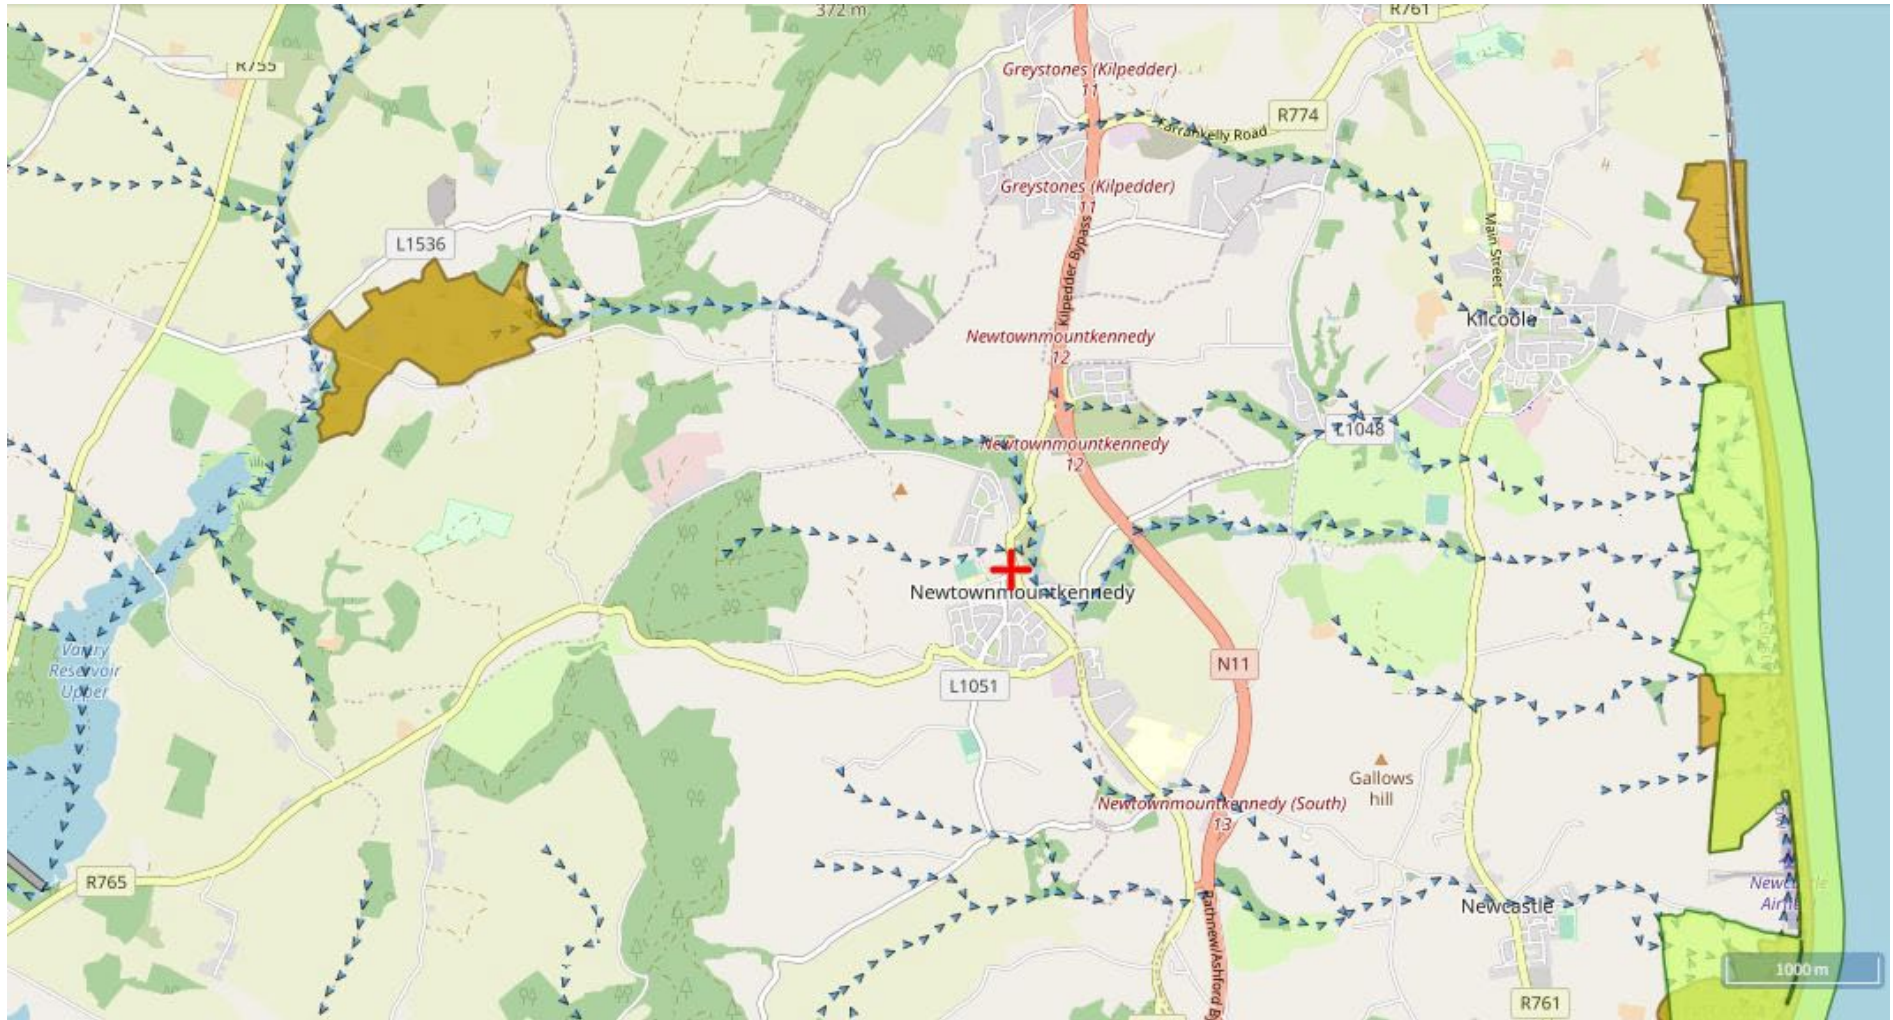 372 m
R761
R755
Greystones (Kilpedder)
11
R774
Farrankelly Road
Greystones (Kilpedder)
11
Main Street
L1536
Kilpedder Bypass
Kilcoole
Newtownmountkennedy
12
L1048
Newtownmountkennedy
12
Newtownmountkennedy
Vartry
Reservoir
Upper
N11
L1051
Gallows
hill
Newtownmountkennedy (South)
13
R765
Newcastle
Newcastle
Airfield
Rathnew/Ashford B
1000 m
R761